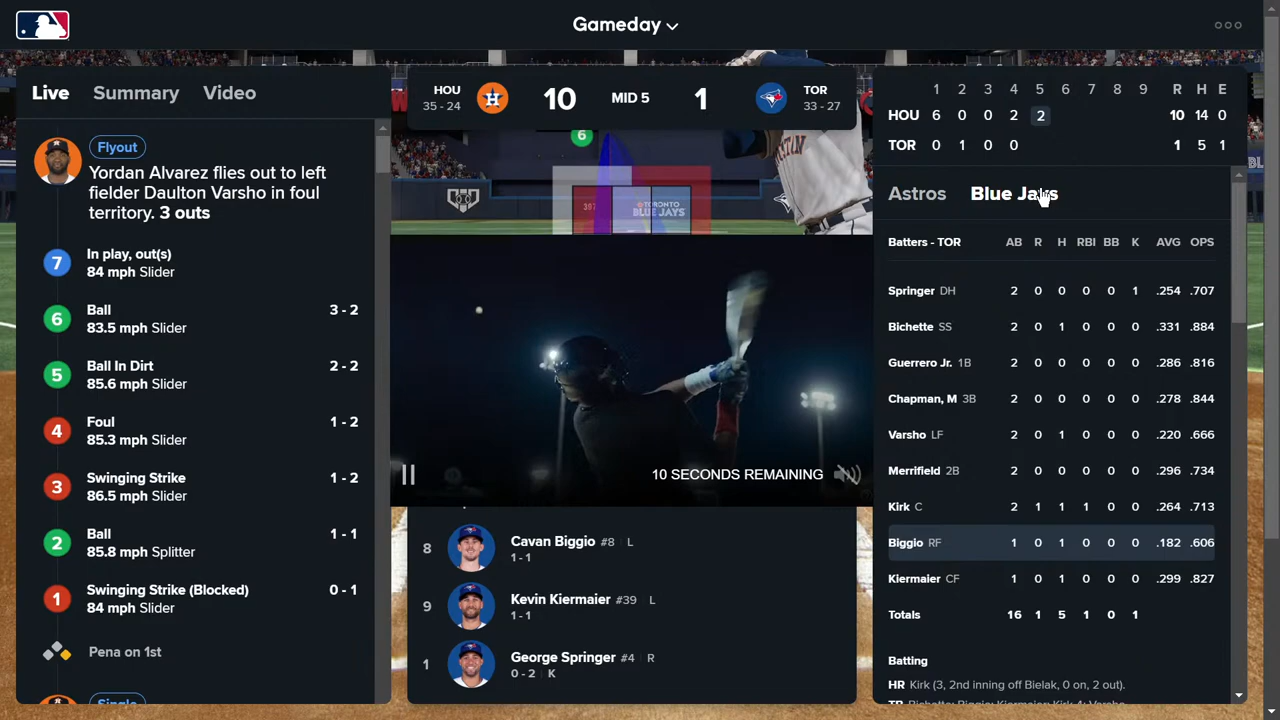 Gameday
Live Summary Video
HOU
35 - 24
10
MID 5
1
TOR
33 - 27
1 2 3 4 5 6 7 8 9 R H E
HOU 6 0 0 2 2 10 14 0
TOR 0 1 0 0 1 5 1
Flyout
Yordan Alvarez flies out to left
fielder Daulton Varsho in foul
territory. 3 outs
7 In play, out(s)
84 mph Slider
6 Ball 3 - 2
83.5 mph Slider
5 Ball In Dirt 2 - 2
85.6 mph Slider
4 Foul 1 - 2
85.3 mph Slider
3 Swinging Strike 1 - 2
86.5 mph Slider
2 Ball 1 - 1
85.8 mph Splitter
1 Swinging Strike (Blocked) 0 - 1
84 mph Slider
Pena on 1st
Single
6
TORONTO
BLUE JAYS
10 SECONDS REMAINING
8 Cavan Biggio #8 L
1 - 1
9 Kevin Kiermaier #39 L
1 - 1
1 George Springer #4 R
0 - 2 K
Astros Blue Jays
Batters - TOR AB R H RBI BB K AVG OPS
Springer DH 2 0 0 0 0 1 .254 .707
Bichette SS 2 0 1 0 0 0 .331 .884
Guerrero Jr. 1B 2 0 0 0 0 0 .286 .816
Chapman, M 3B 2 0 0 0 0 0 .278 .844
Varsho LF 2 0 1 0 0 0 .220 .666
Merrifield 2B 2 0 0 0 0 0 .296 .734
Kirk C 2 1 1 1 0 0 .264 .713
Biggio RF 1 0 1 0 0 0 .182 .606
Kiermaier CF 1 0 1 0 0 0 .299 .827
Totals 16 1 5 1 0 1
Batting
HR Kirk (3, 2nd inning off Bielak, 0 on, 2 out).
TB Bichette; Biggio; Kiermaier; Kirk 4; Varsho.